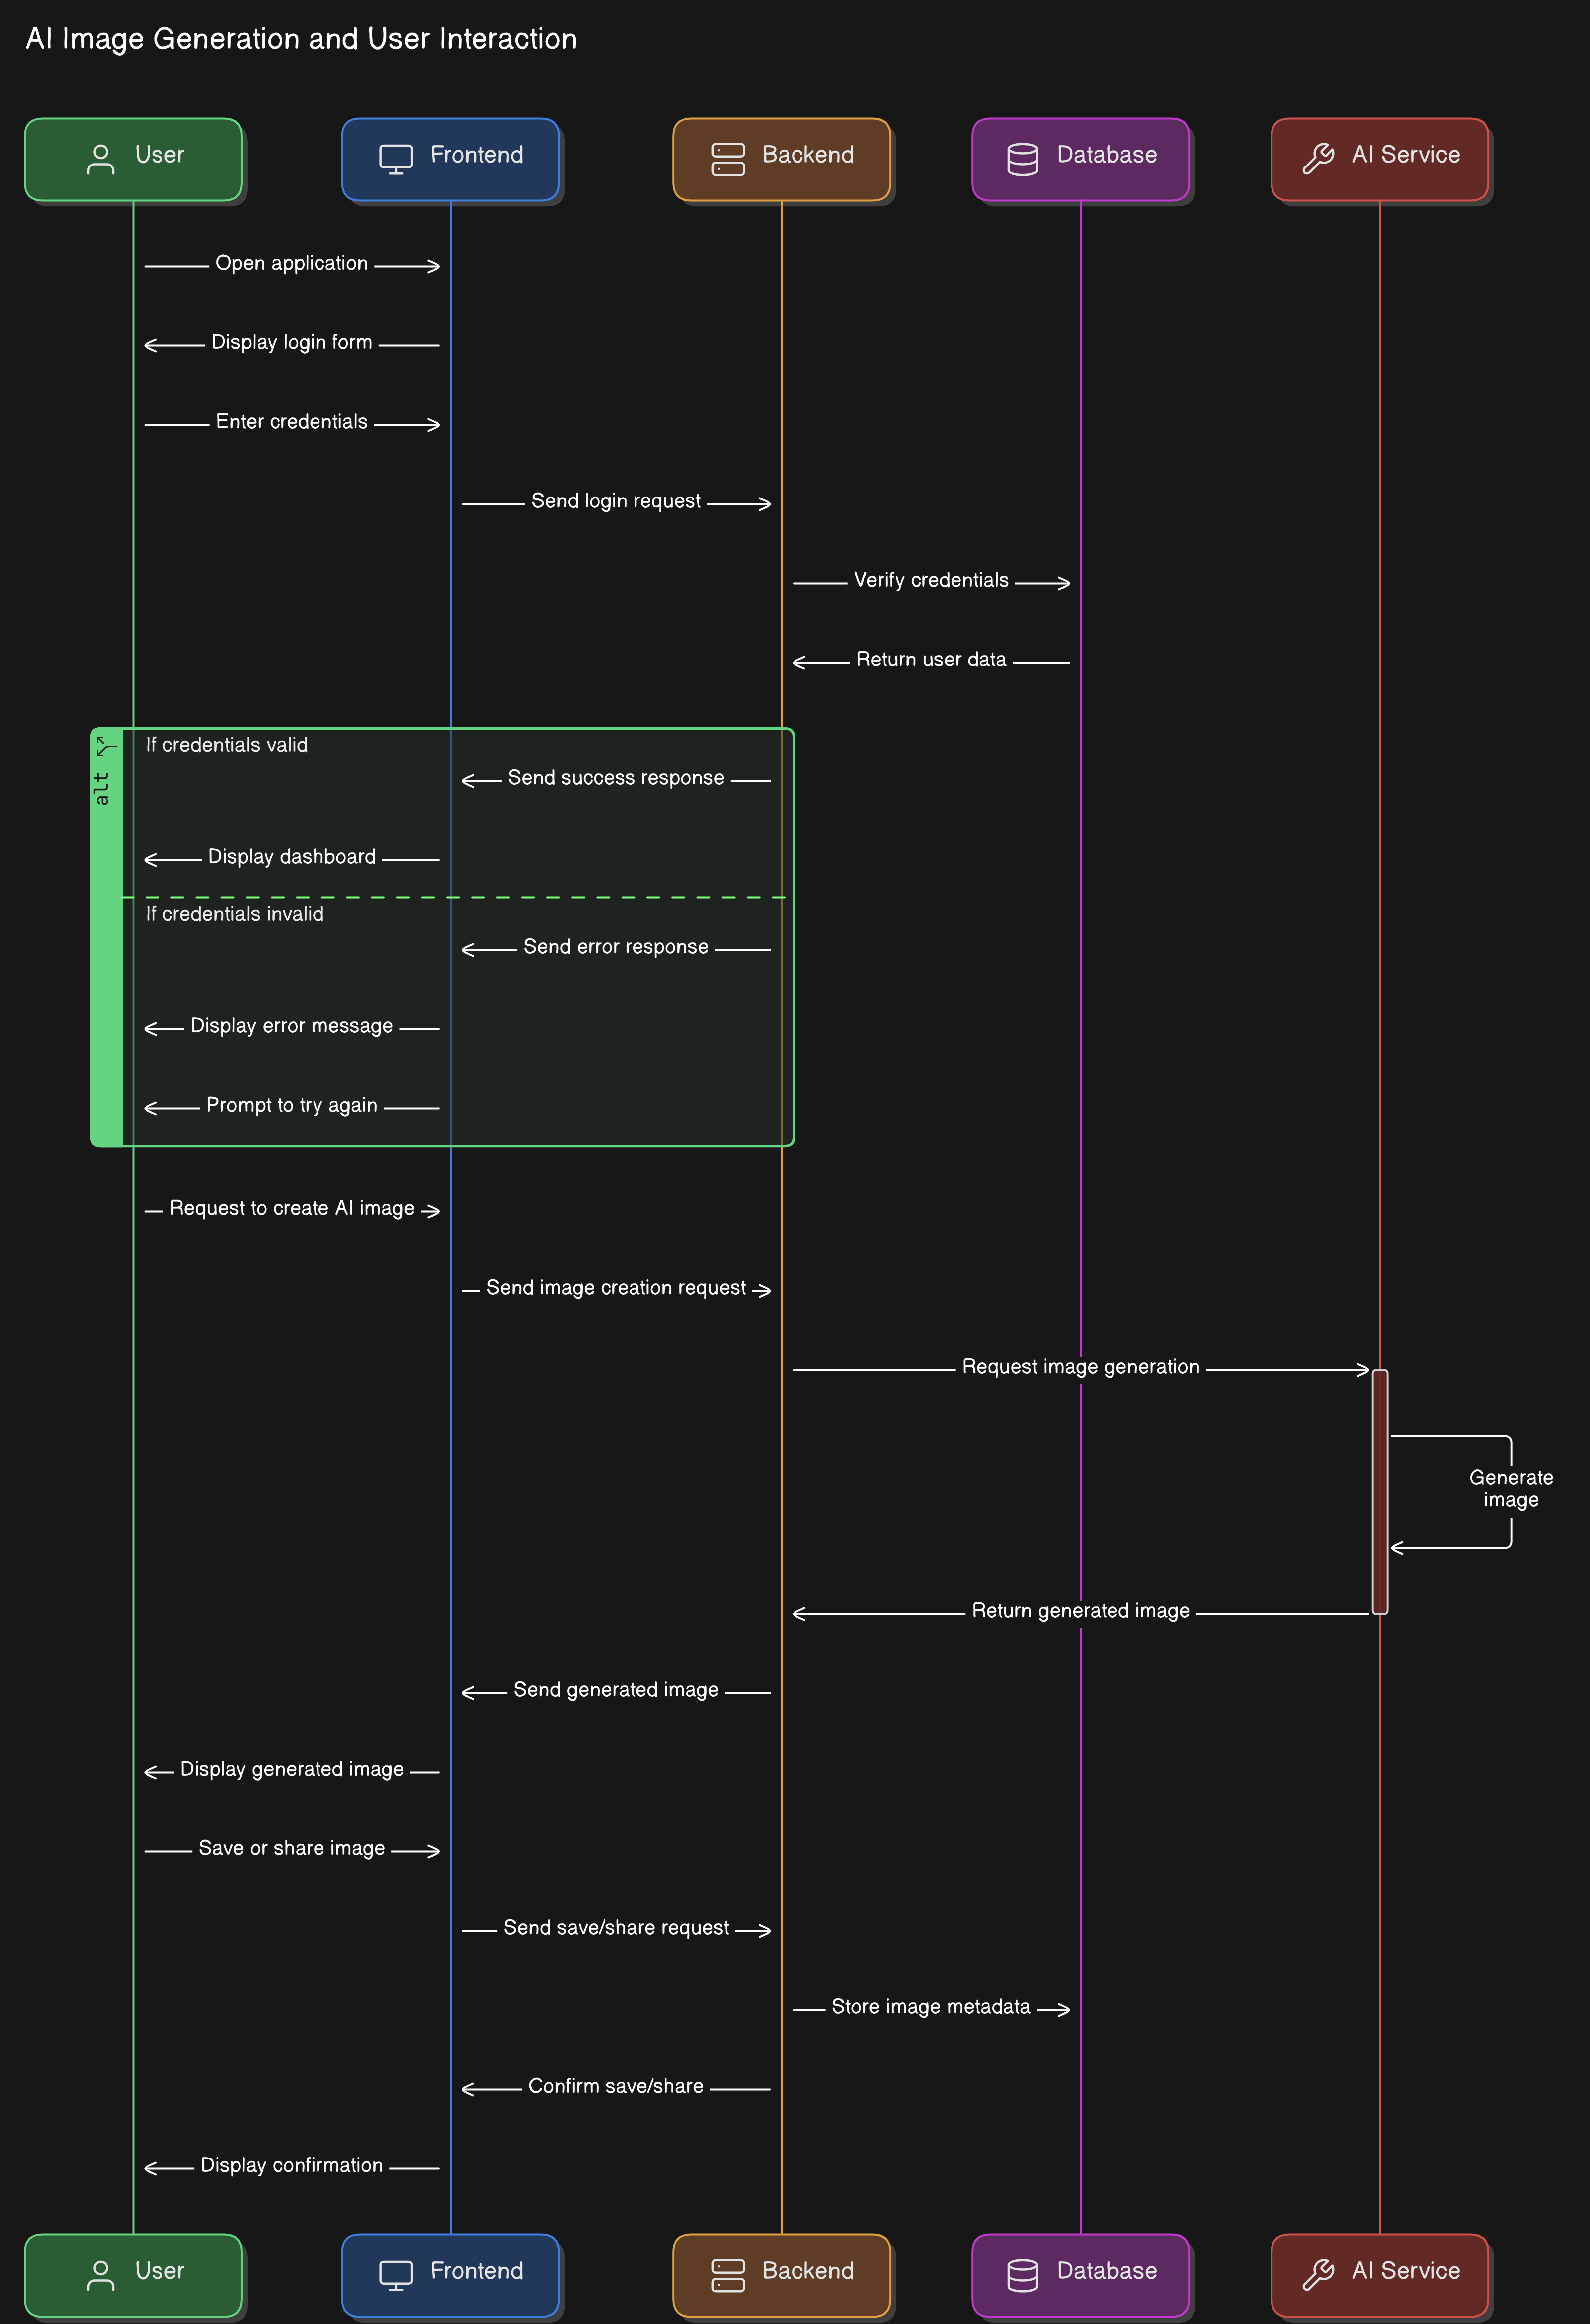 AI Image Generation and User Interaction
User
Frontend
Backend
Database
AI Service
Open application
Display login form
Enter credentials
Send login request
Verify credentials
Return user data
alt
If credentials valid
Send success response
Display dashboard
If credentials invalid
Send error response
Display error message
Prompt to try again
Request to create AI image
Send image creation request
Request image generation
Generate
image
Return generated image
Send generated image
Display generated image
Save or share image
Send save/share request
Store image metadata
Confirm save/share
Display confirmation
User
Frontend
Backend
Database
AI Service